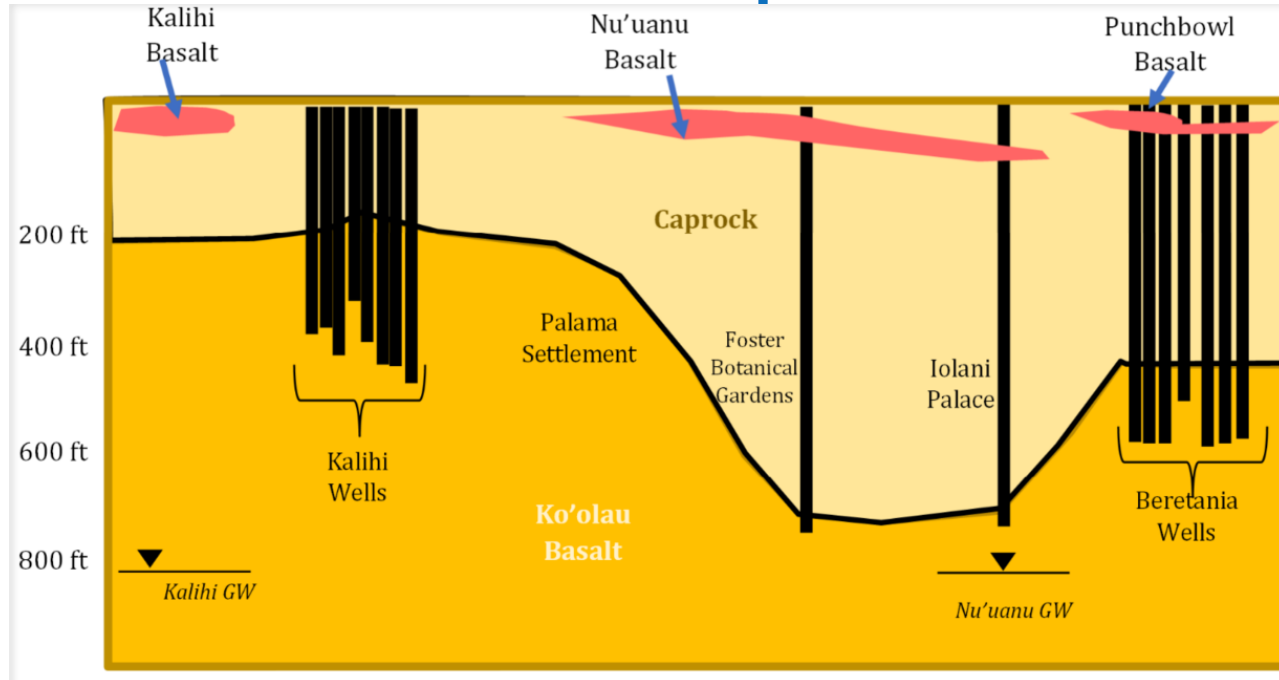 Kalihi
Basalt
Nu’uanu
Basalt
Punchbowl
Basalt
200 ft
Caprock
400 ft
Palama
Settlement
Foster
Botanical
Gardens
Iolani
Palace
600 ft
Kalihi
Wells
Beretania
Wells
Ko’olau
Basalt
800 ft
Kalihi GW
Nu’uanu GW